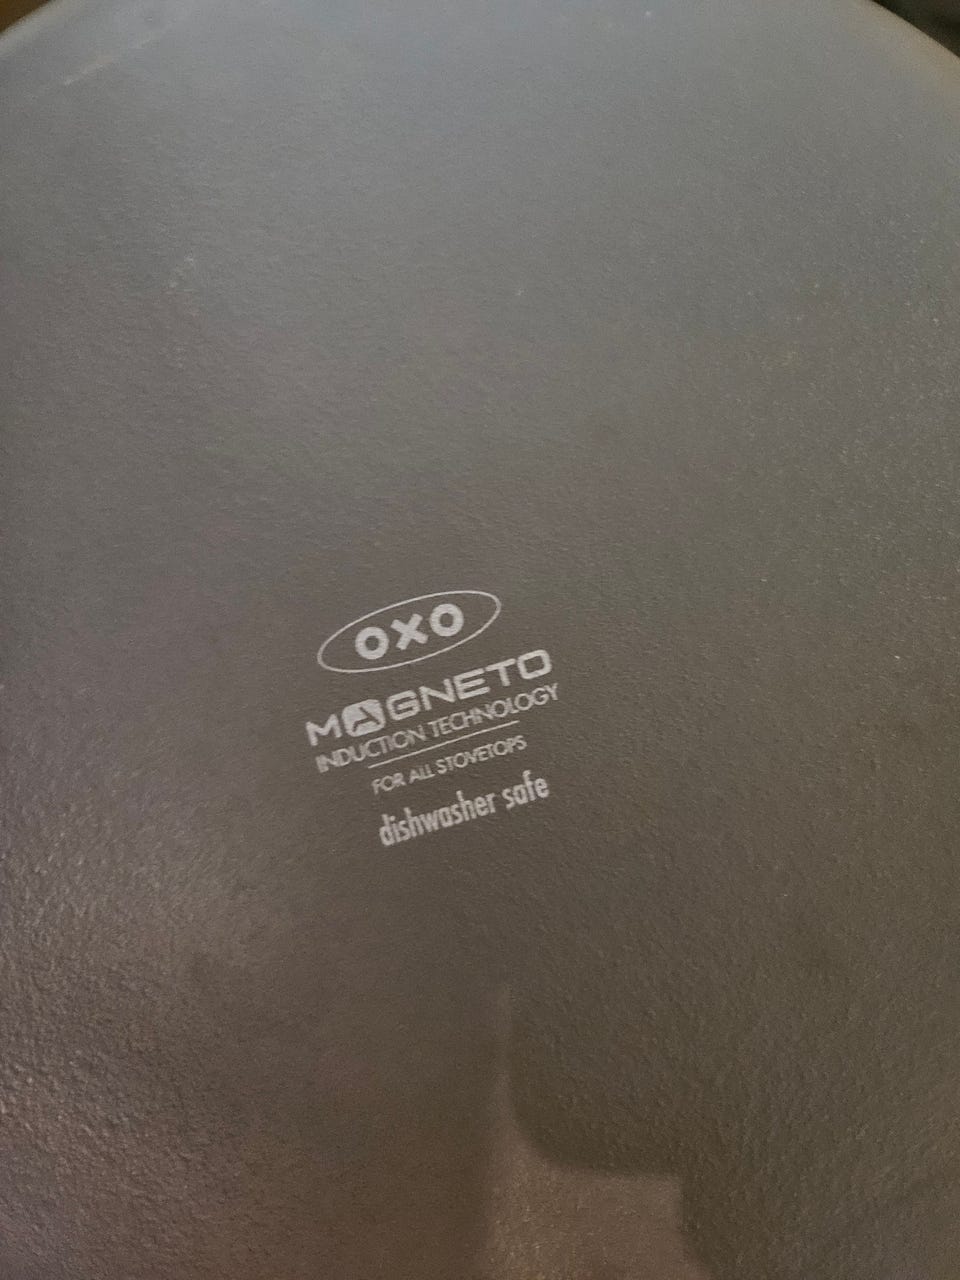 OXO
MAGNETO
INDUCTION TECHNOLOGY
FOR ALL STOVETOPS
dishwasher safe